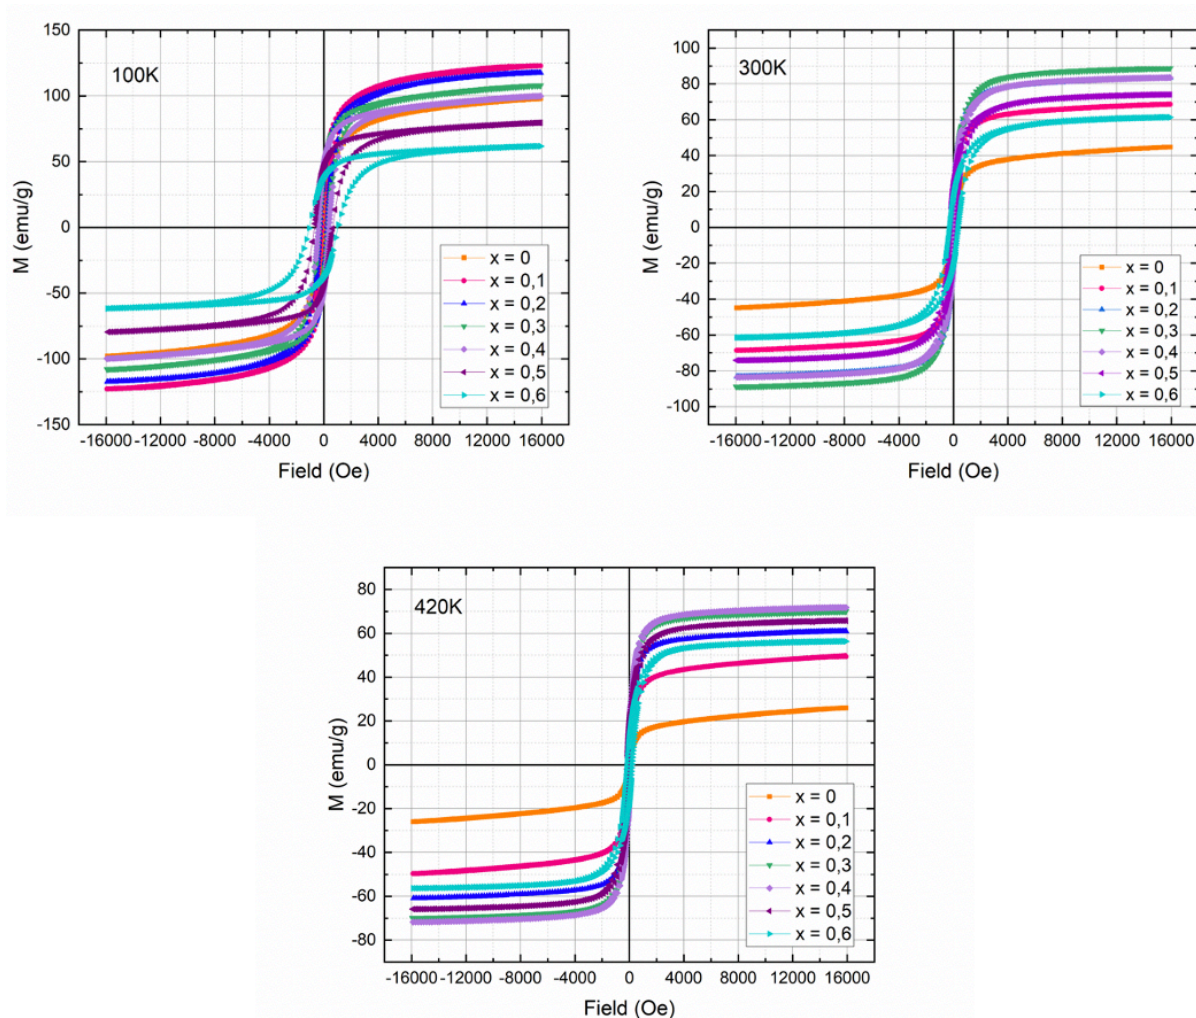 100K
M (emu/g)
150
100
50
0
-50
-100
-150
-16000 -12000 -8000 -4000 0 4000 8000 12000 16000
Field (Oe)
x = 0
x = 0,1
x = 0,2
x = 0,3
x = 0,4
x = 0,5
x = 0,6
300K
M (emu/g)
100
80
60
40
20
0
-20
-40
-60
-80
-100
-16000 -12000 -8000 -4000 0 4000 8000 12000 16000
Field (Oe)
x = 0
x = 0,1
x = 0,2
x = 0,3
x = 0,4
x = 0,5
x = 0,6
420K
M (emu/g)
80
60
40
20
0
-20
-40
-60
-80
-16000 -12000 -8000 -4000 0 4000 8000 12000 16000
Field (Oe)
x = 0
x = 0,1
x = 0,2
x = 0,3
x = 0,4
x = 0,5
x = 0,6